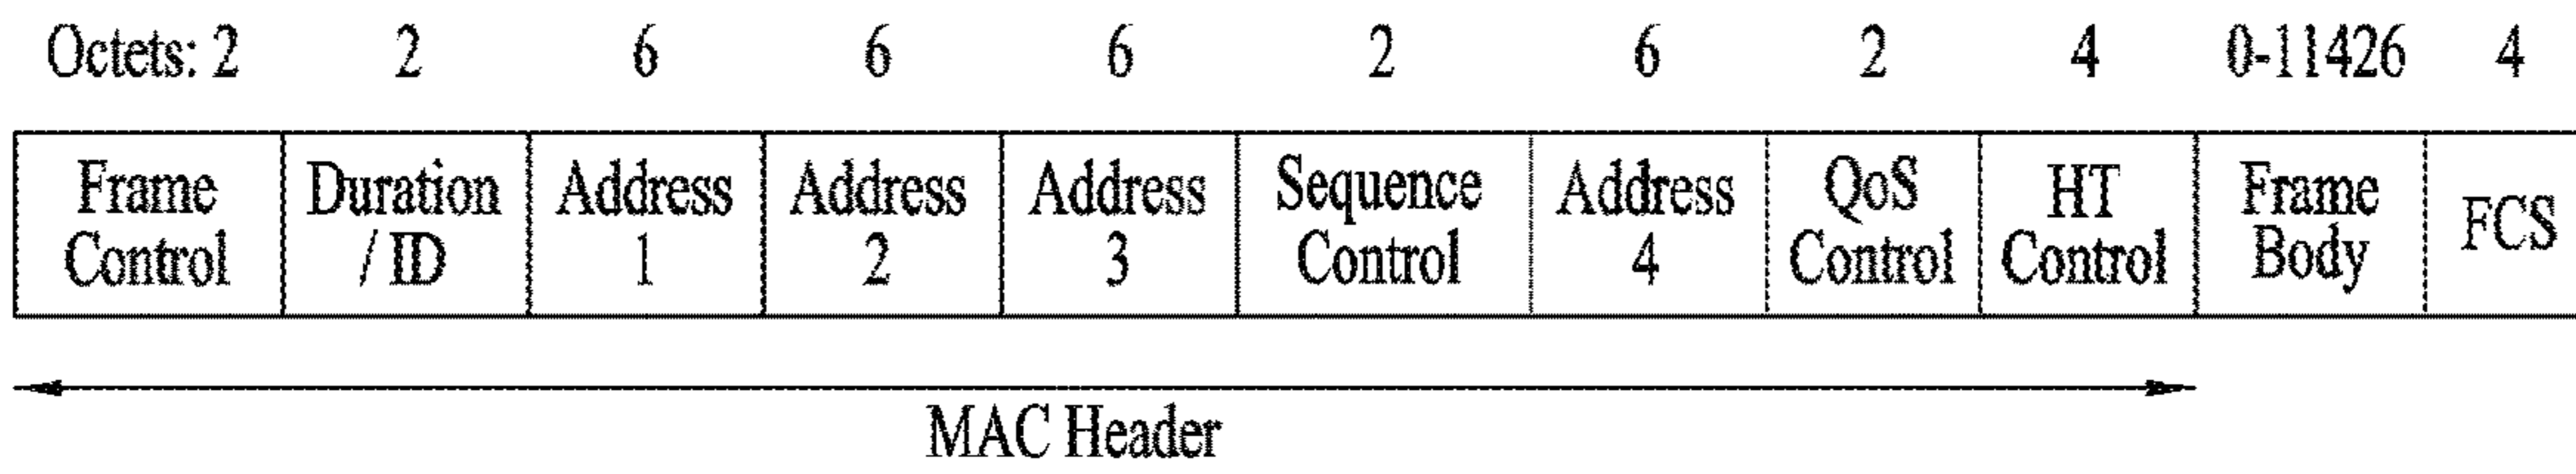 Octets: 2 2 6 6 6 2 6 2 4 0-11426 4
Frame Control Duration / ID Address 1 Address 2 Address 3 Sequence Control Address 4 QoS Control HT Control Frame Body FCS
MAC Header